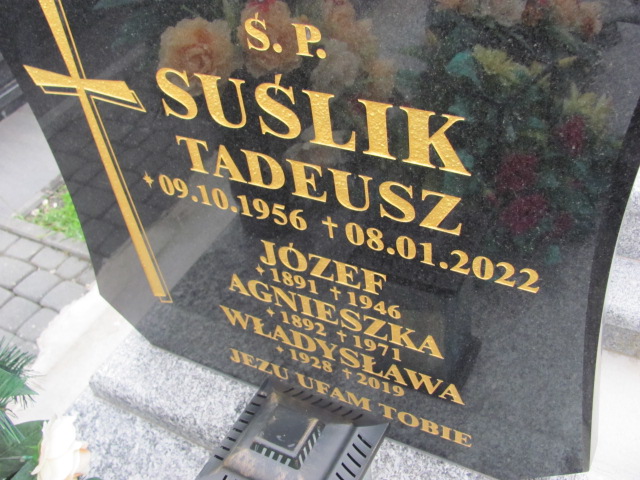 Ś. P.
SUŚLIK
TADEUSZ
* 09.10.1956 † 08.01.2022
JÓZEF
* 1891 † 1946
AGNIESZKA
* 1892 † 1971
WŁADYSŁAWA
* 1928 † 2019
JEZU UFAM TOBIE